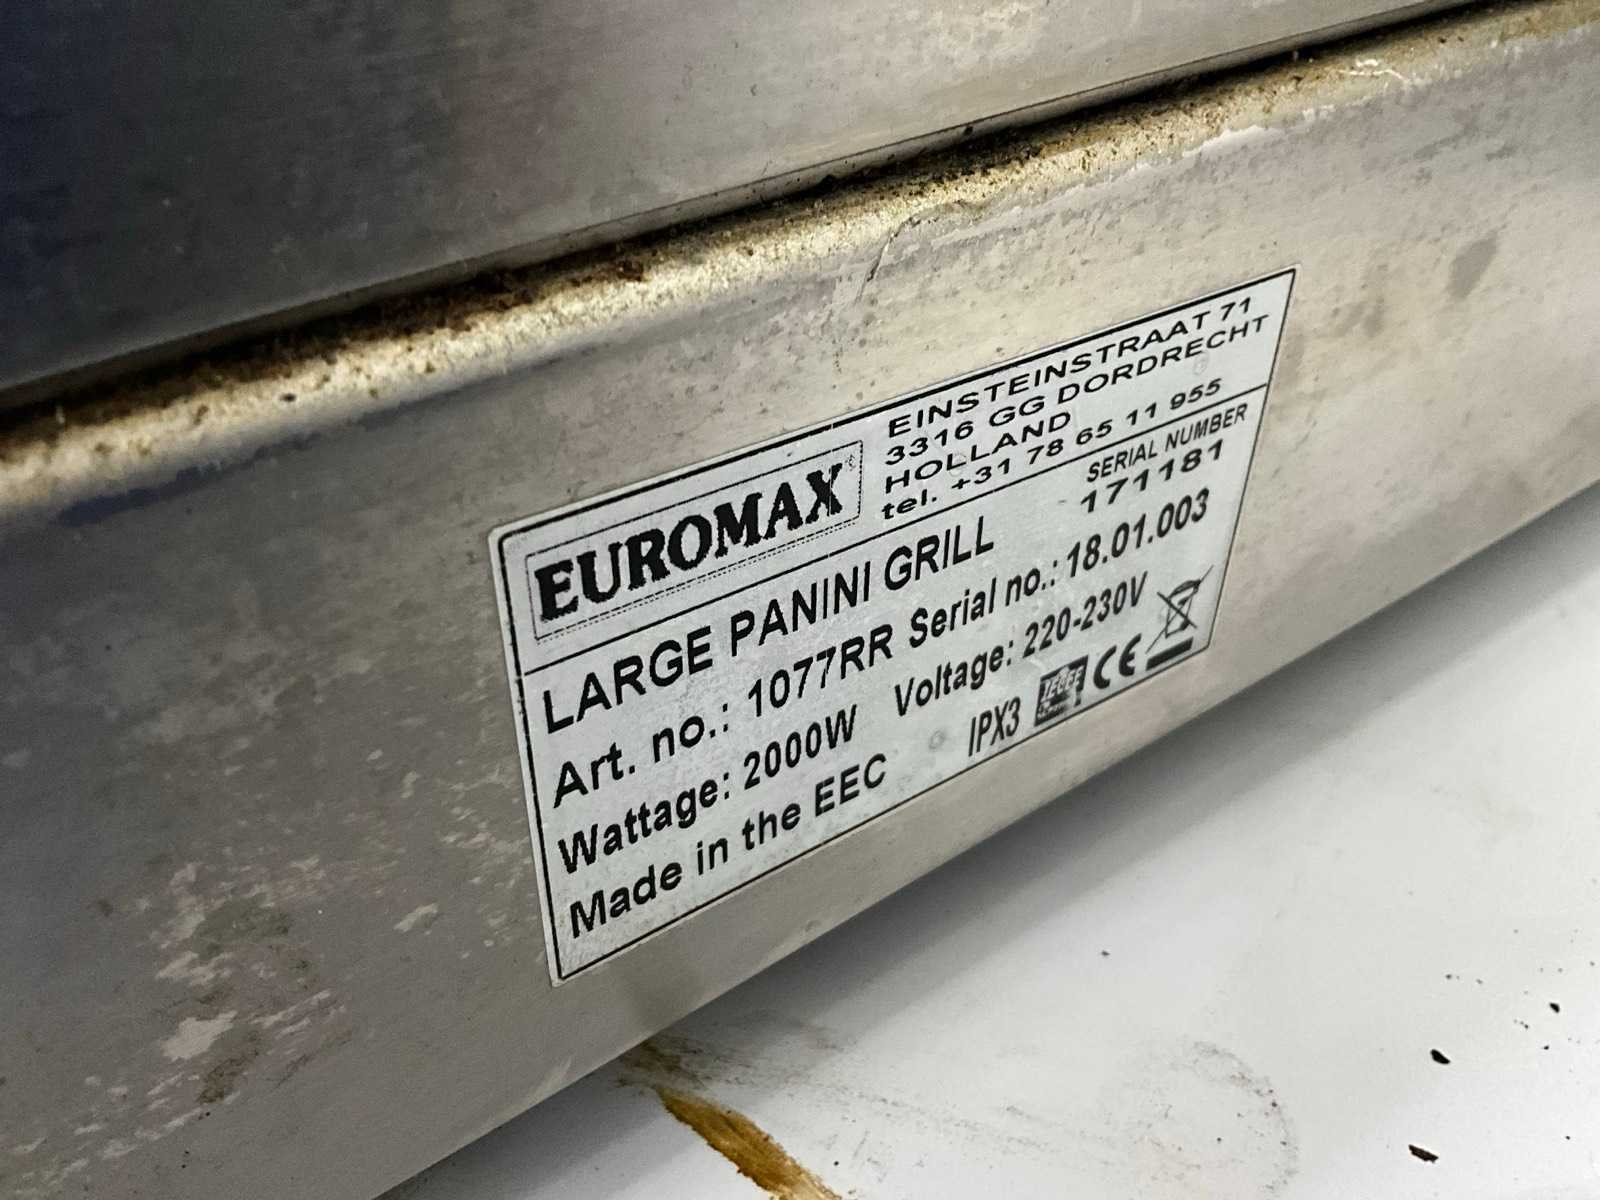 EUROMAX
EINSTEINSTRAAT 71
3316 GG DORDRECHT
HOLLAND
tel. +31 78 65 11 955
SERIAL NUMBER
171181
LARGE PANINI GRILL
Art. no.: 1077RR Serial no.: 18.01.003
Wattage: 2000W Voltage: 220-230V
Made in the EEC IPX3
CE